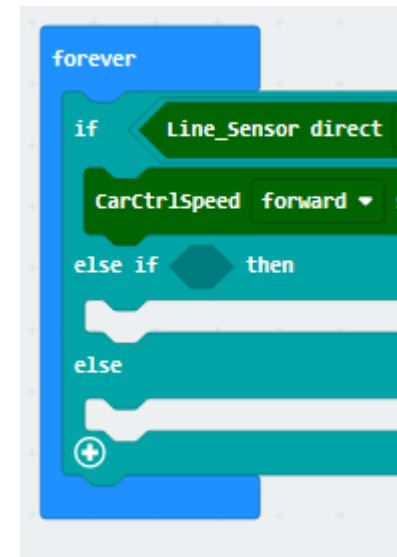 forever
if Line_Sensor direct
CarCtrlSpeed forward
else if then
else